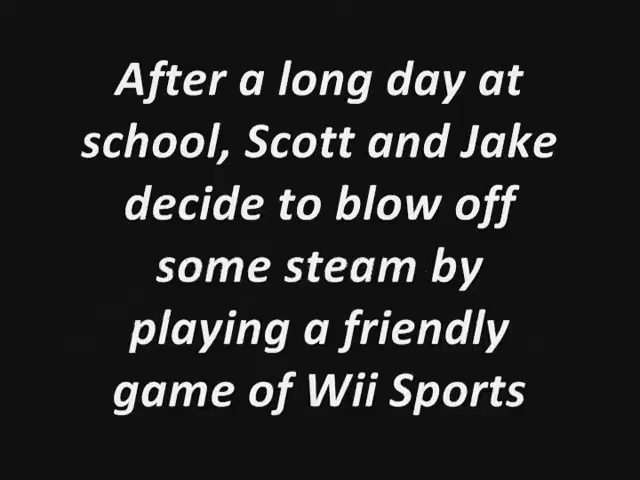 After a long day at
school, Scott and Jake
decide to blow off
some steam by
playing a friendly
game of Wii Sports